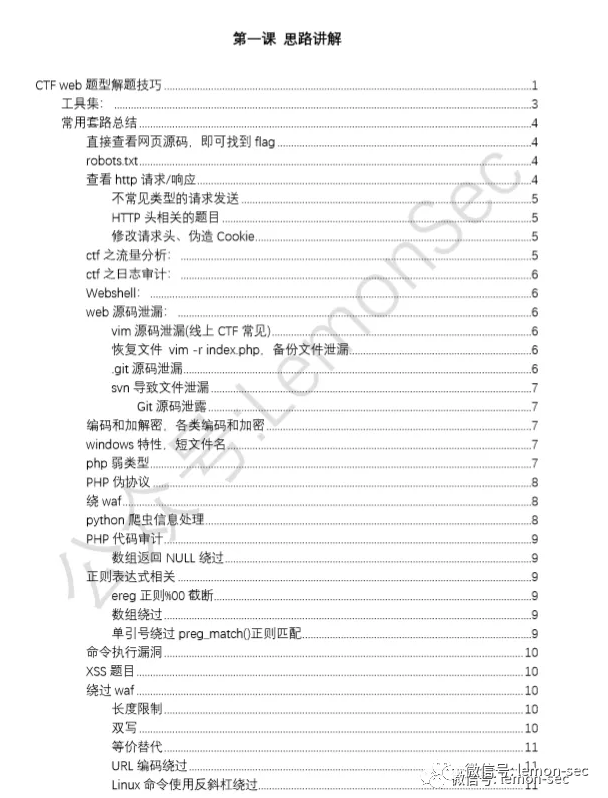 第一课 思路讲解
CTF web 题型解题技巧 1
工具集： 3
常用套路总结 4
直接查看网页源码，即可找到 flag 4
robots.txt 4
查看 http 请求/响应 4
不常见类型的请求发送 5
HTTP 头相关的题目 5
修改请求头、伪造 Cookie 5
ctf 之流量分析： 5
ctf 之日志审计： 6
Webshell： 6
web 源码泄漏： 6
vim 源码泄漏(线上 CTF 常见) 6
恢复文件 vim -r index.php，备份文件泄漏 6
.git 源码泄漏 6
svn 导致文件泄漏 7
Git 源码泄露 7
编码和加解密，各类编码和加密 7
windows 特性，短文件名 7
php 弱类型 7
PHP 伪协议 8
绕 waf 8
python 爬虫信息处理 8
PHP 代码审计 9
数组返回 NULL 绕过 9
正则表达式相关 9
ereg 正则%00 截断 9
数组绕过 9
单引号绕过 preg_match()正则匹配 9
命令执行漏洞 10
XSS 题目 10
绕过 waf 10
长度限制 10
双写 10
等价替代 11
URL 编码绕过 11
Linux 命令使用反斜杠绕过 11
公众号:LemonSec
微信号: lemon-sec
微信号: lemon-sec